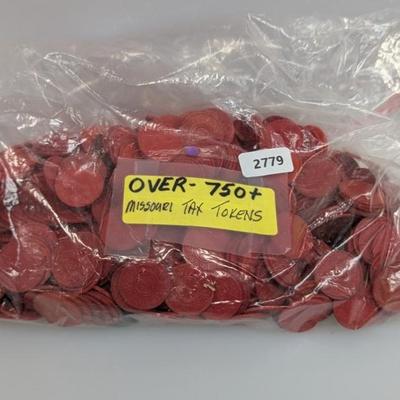 2779
OVER - 750+
MISSOURI TAX TOKENS